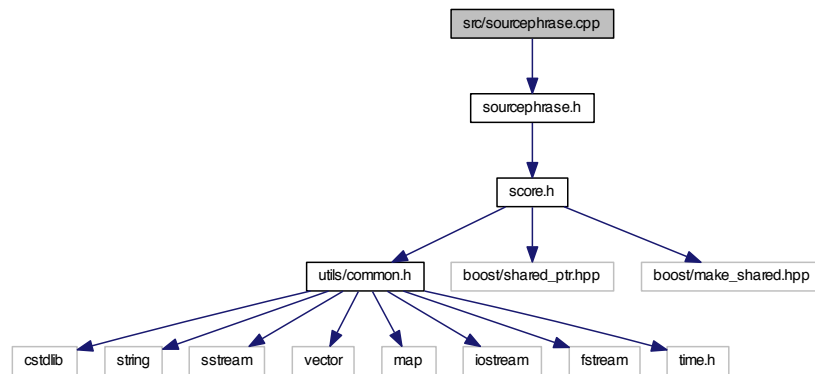 src/sourcephrase.cpp
sourcephrase.h
score.h
utils/common.h boost/shared_ptr.hpp boost/make_shared.hpp
cstdlib string sstream vector map iostream fstream time.h